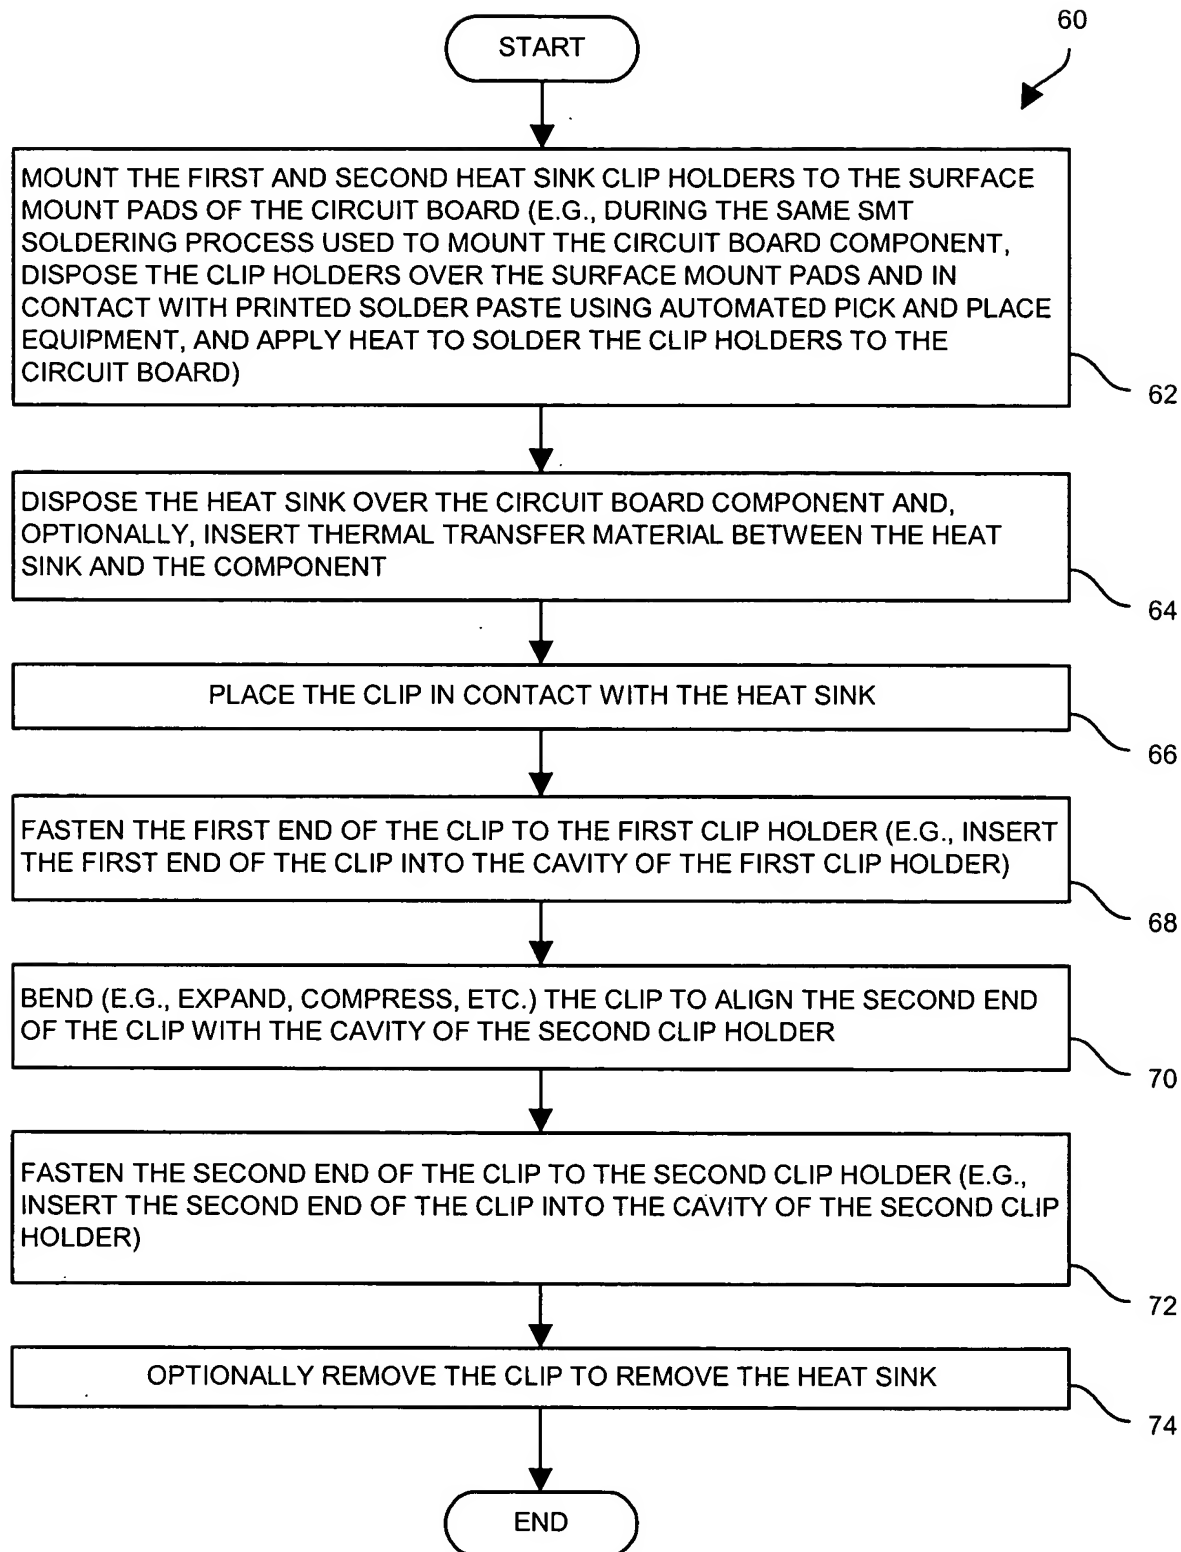 60
START
MOUNT THE FIRST AND SECOND HEAT SINK CLIP HOLDERS TO THE SURFACE
MOUNT PADS OF THE CIRCUIT BOARD (E.G., DURING THE SAME SMT
SOLDERING PROCESS USED TO MOUNT THE CIRCUIT BOARD COMPONENT,
DISPOSE THE CLIP HOLDERS OVER THE SURFACE MOUNT PADS AND IN
CONTACT WITH PRINTED SOLDER PASTE USING AUTOMATED PICK AND PLACE
EQUIPMENT, AND APPLY HEAT TO SOLDER THE CLIP HOLDERS TO THE
CIRCUIT BOARD)
62
DISPOSE THE HEAT SINK OVER THE CIRCUIT BOARD COMPONENT AND,
OPTIONALLY, INSERT THERMAL TRANSFER MATERIAL BETWEEN THE HEAT
SINK AND THE COMPONENT
64
PLACE THE CLIP IN CONTACT WITH THE HEAT SINK
66
FASTEN THE FIRST END OF THE CLIP TO THE FIRST CLIP HOLDER (E.G., INSERT
THE FIRST END OF THE CLIP INTO THE CAVITY OF THE FIRST CLIP HOLDER)
68
BEND (E.G., EXPAND, COMPRESS, ETC.) THE CLIP TO ALIGN THE SECOND END
OF THE CLIP WITH THE CAVITY OF THE SECOND CLIP HOLDER
70
FASTEN THE SECOND END OF THE CLIP TO THE SECOND CLIP HOLDER (E.G.,
INSERT THE SECOND END OF THE CLIP INTO THE CAVITY OF THE SECOND CLIP
HOLDER)
72
OPTIONALLY REMOVE THE CLIP TO REMOVE THE HEAT SINK
74
END